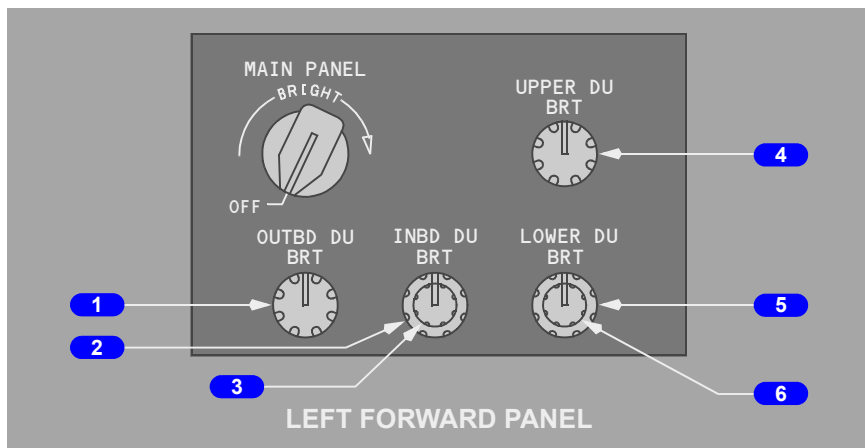 MAIN PANEL
BRIGHT
OFF
UPPER DU
BRT
4
OUTBD DU
BRT
INBD DU
BRT
LOWER DU
BRT
1
2
3
5
6
LEFT FORWARD PANEL